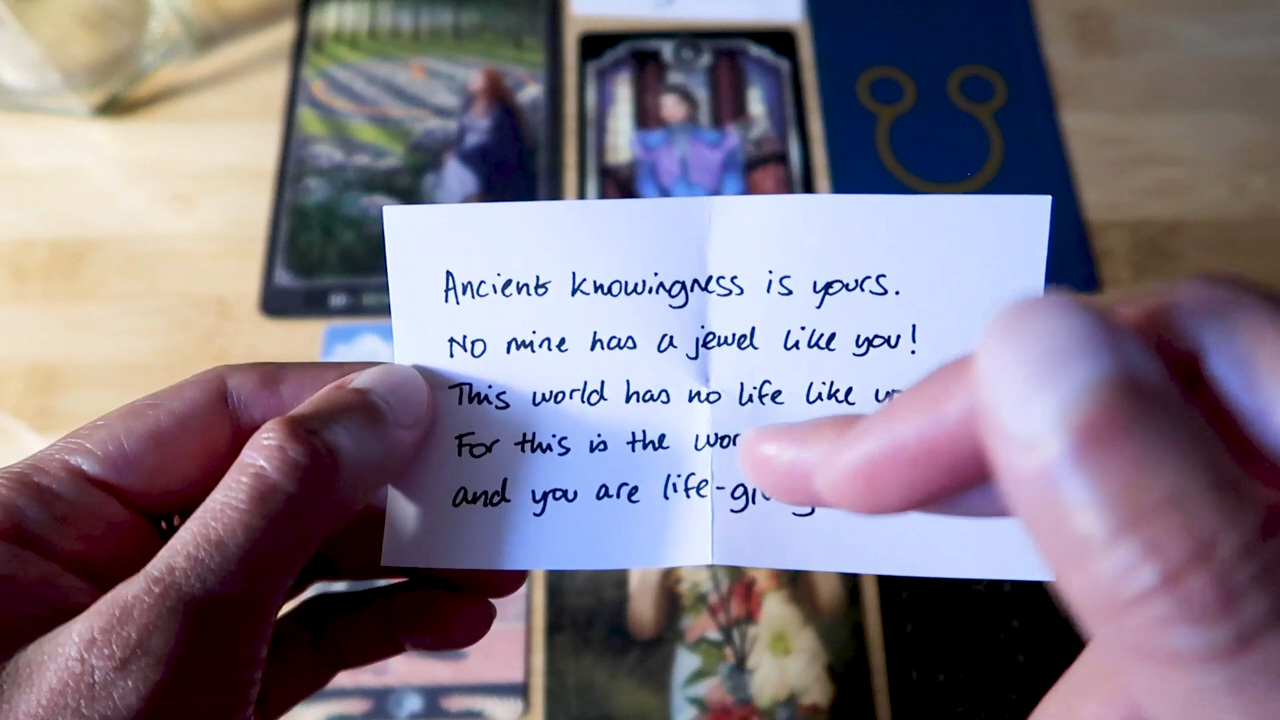 Ancient knowingness is yours.
No mine has a jewel like you!
This world has no life like
For this is the
and you are life-giving